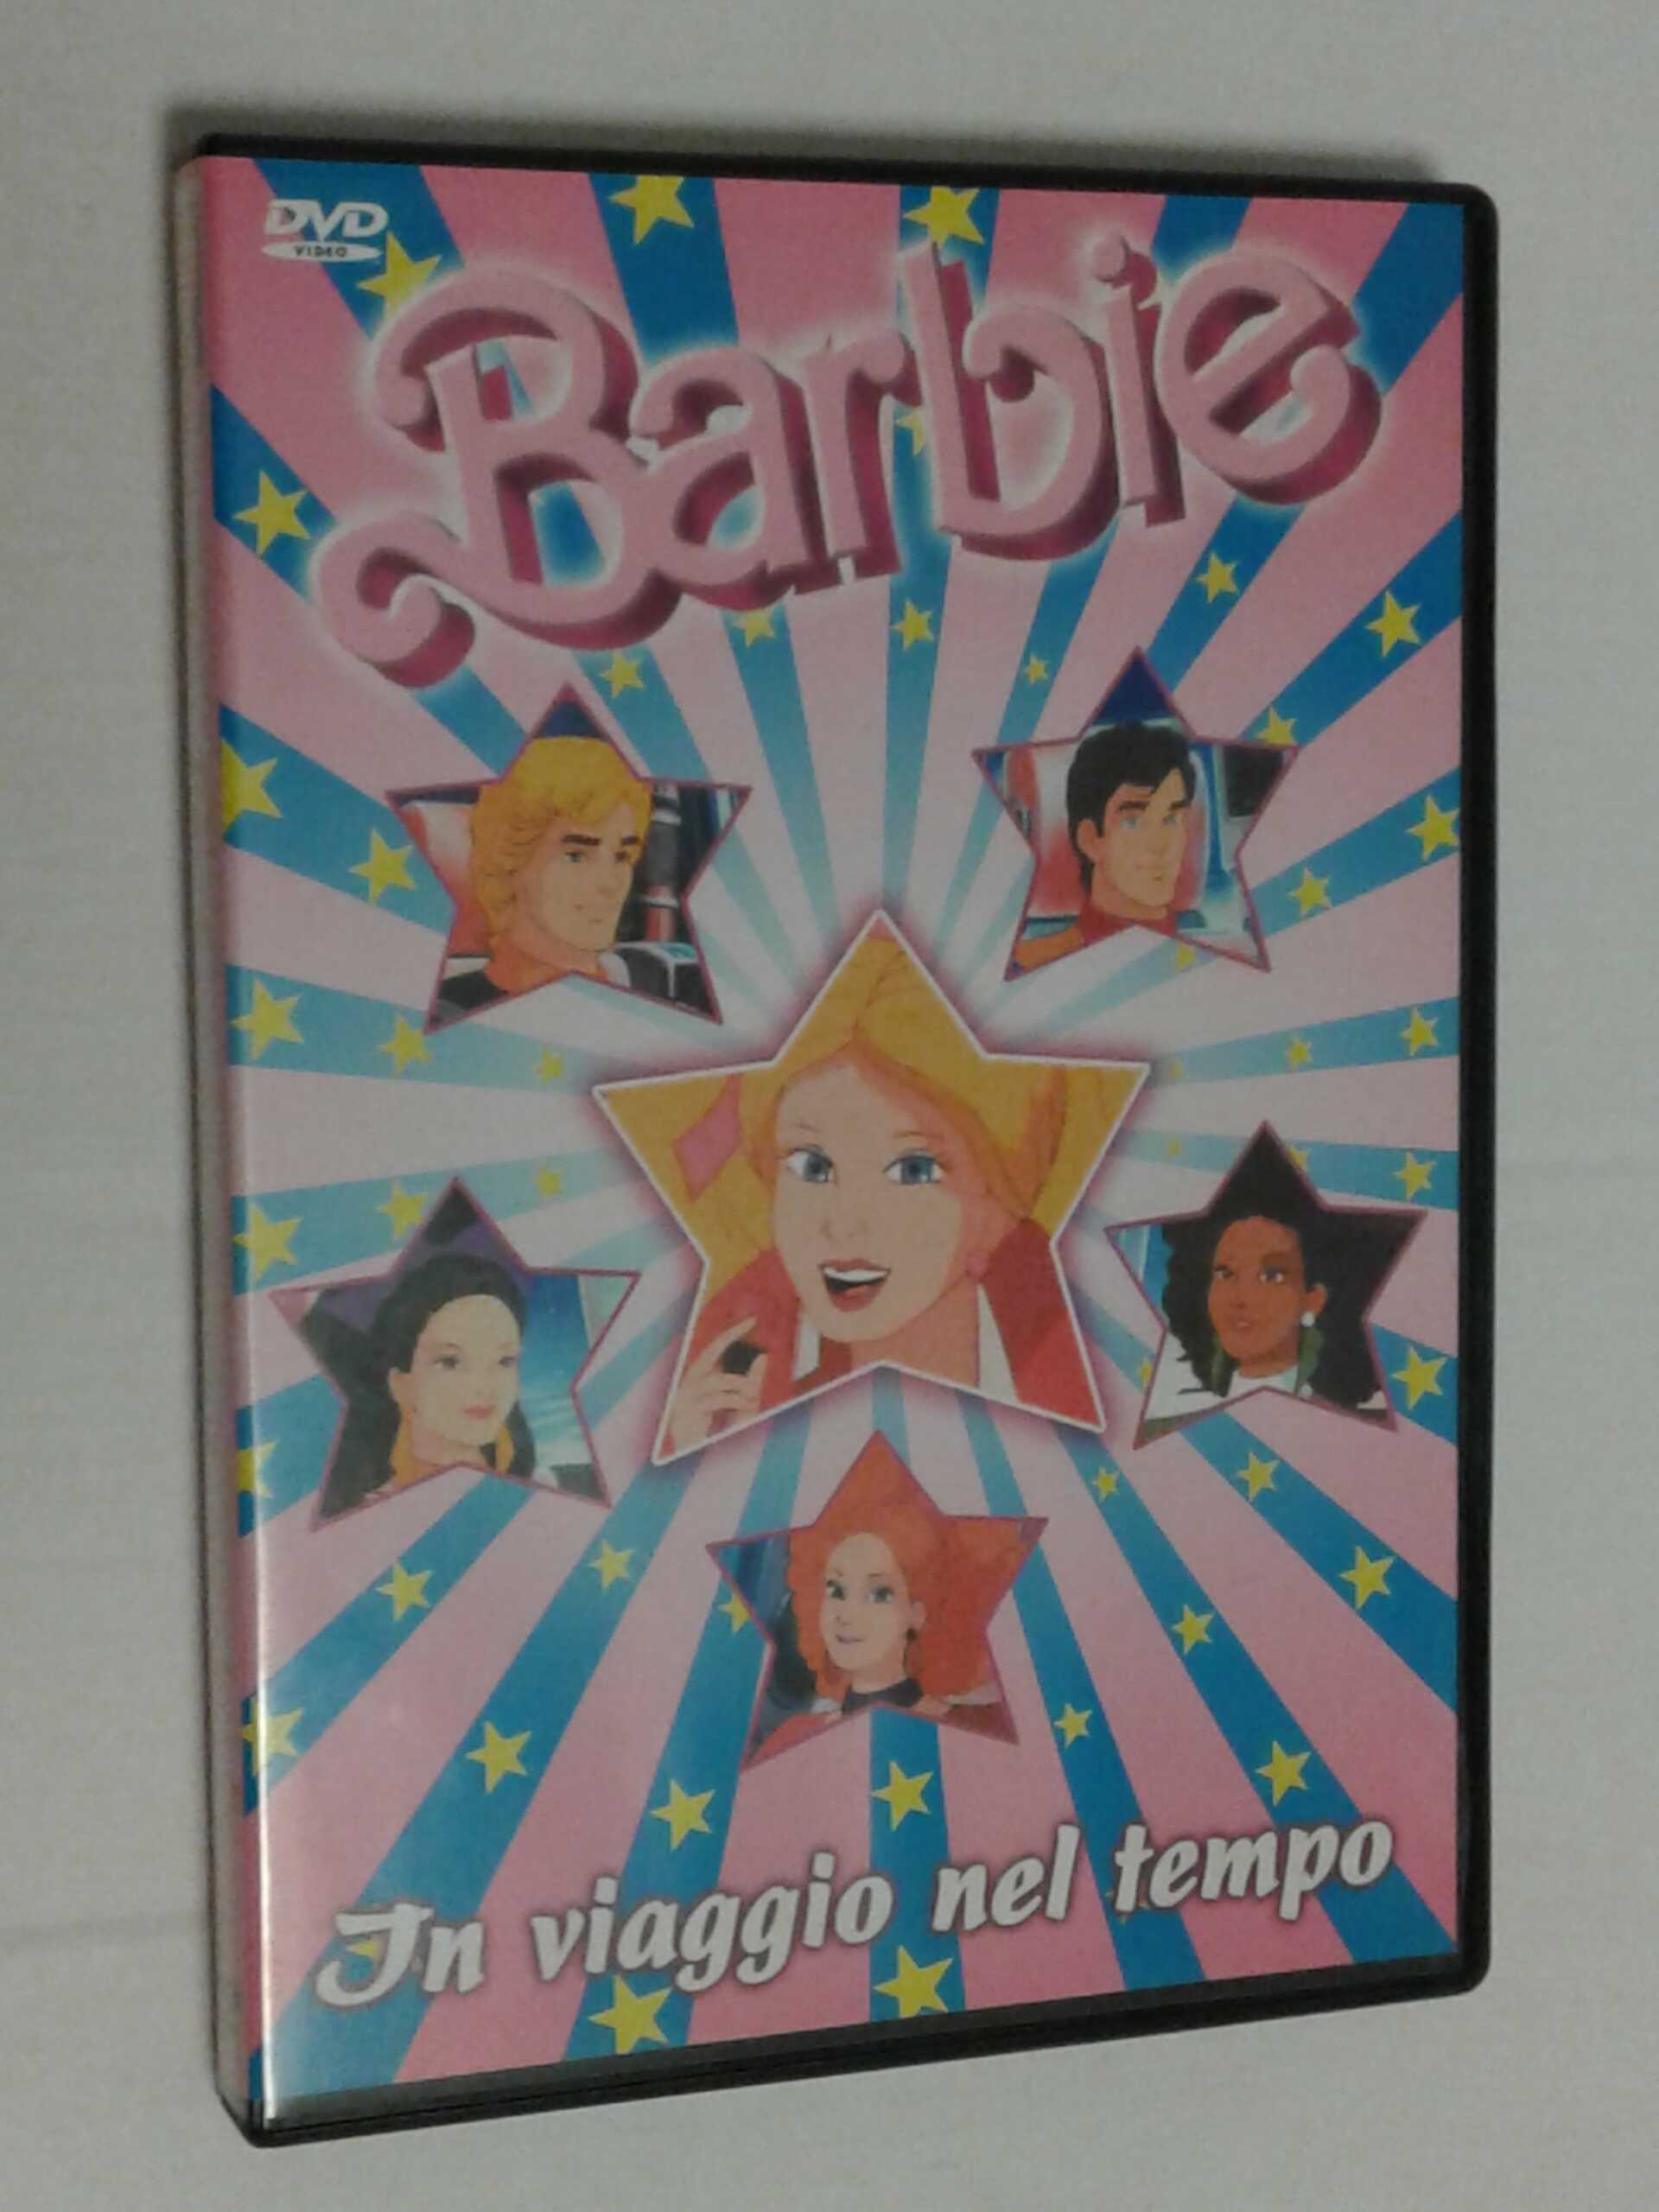 DVD
VIDEO
Barbie
In viaggio nel tempo